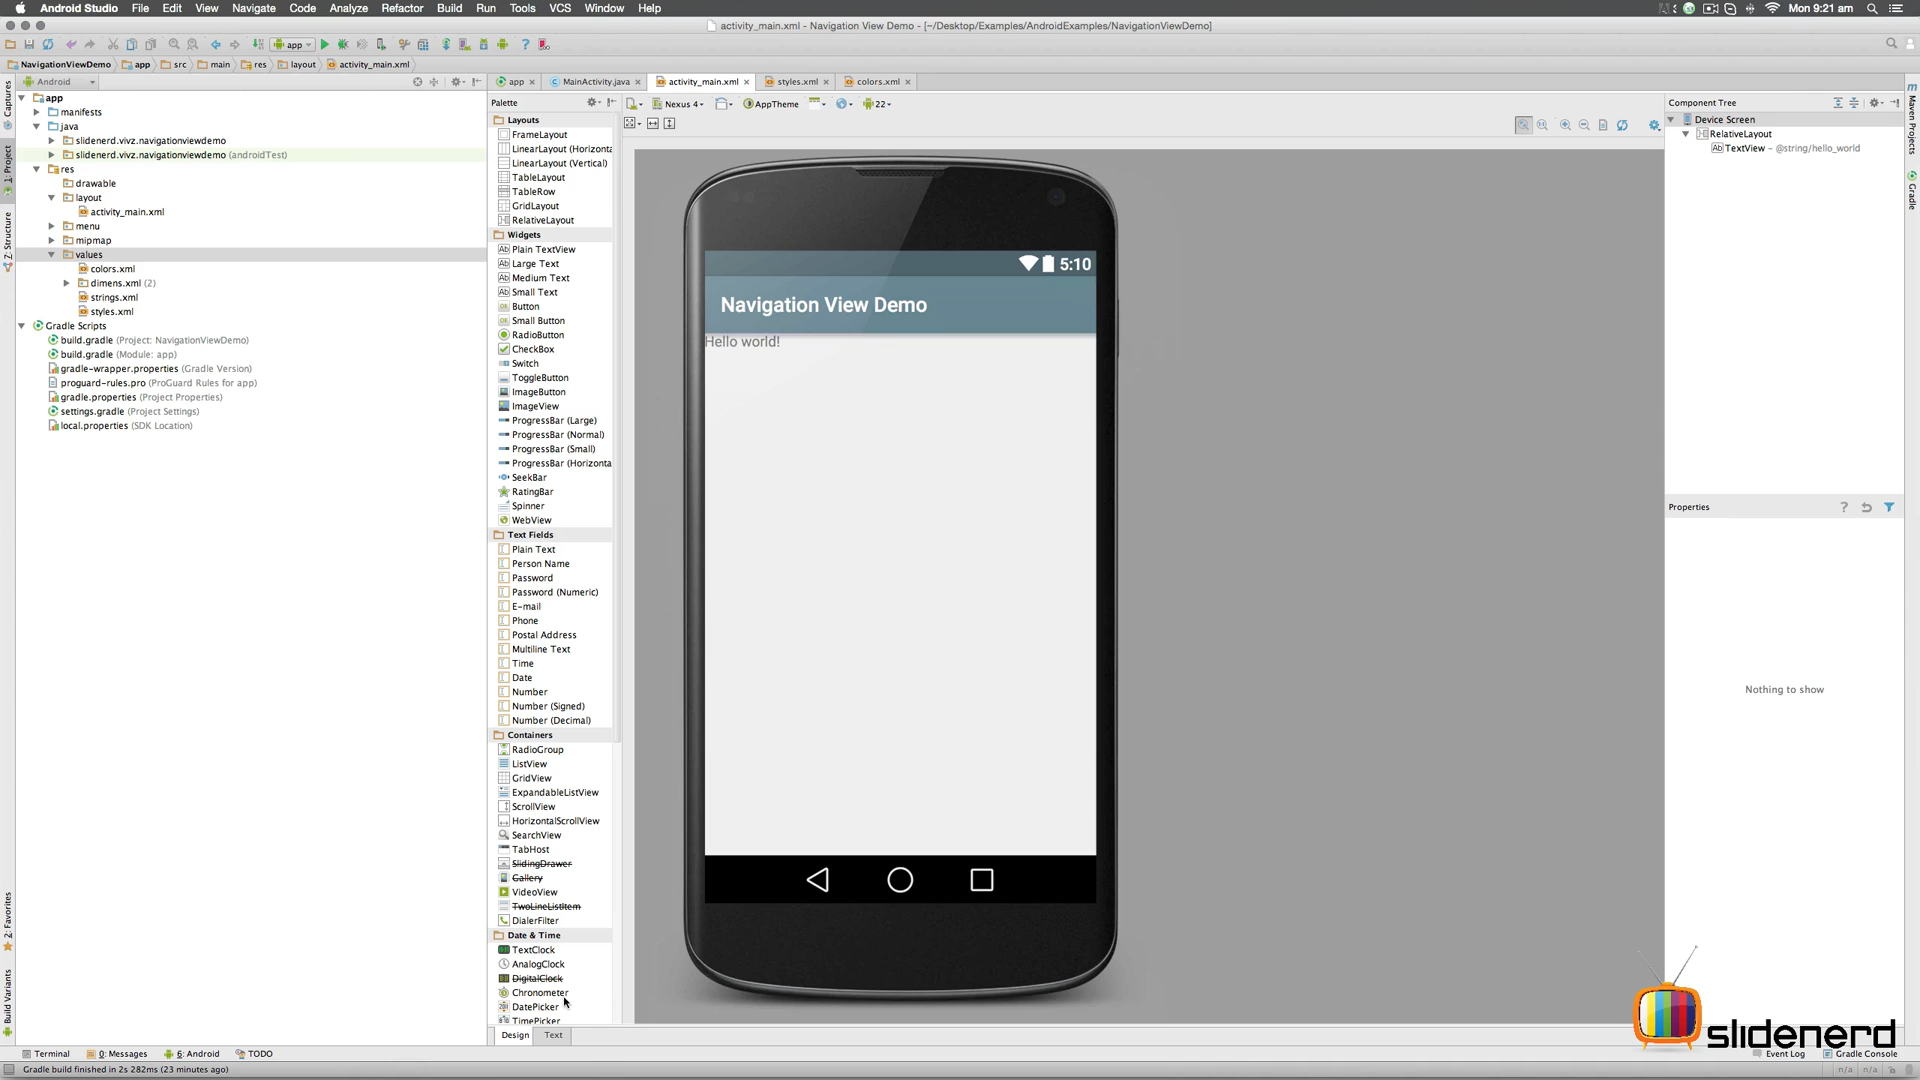 Android Studio File Edit View Navigate Code Analyze Refactor Build Run Tools VCS Window Help Mon 9:21 am
activity_main.xml - Navigation View Demo - [~/Desktop/Examples/AndroidExamples/NavigationViewDemo]
app
NavigationViewDemo app src main res layout activity_main.xml
Android
app MainActivity.java activity_main.xml styles.xml colors.xml
Captures
1: Project
Z: Structure
2: Favorites
Build Variants
app
manifests
java
slidenerd.vivz.navigationviewdemo
slidenerd.vivz.navigationviewdemo (androidTest)
res
drawable
layout
activity_main.xml
menu
mipmap
values
colors.xml
dimens.xml (2)
strings.xml
styles.xml
Gradle Scripts
build.gradle (Project: NavigationViewDemo)
build.gradle (Module: app)
gradle-wrapper.properties (Gradle Version)
proguard-rules.pro (ProGuard Rules for app)
gradle.properties (Project Properties)
settings.gradle (Project Settings)
local.properties (SDK Location)
Palette
Layouts
FrameLayout
LinearLayout (Horizonta
LinearLayout (Vertical)
TableLayout
TableRow
GridLayout
RelativeLayout
Widgets
Plain TextView
Large Text
Medium Text
Small Text
Button
Small Button
RadioButton
CheckBox
Switch
ToggleButton
ImageButton
ImageView
ProgressBar (Large)
ProgressBar (Normal)
ProgressBar (Small)
ProgressBar (Horizonta
SeekBar
RatingBar
Spinner
WebView
Text Fields
Plain Text
Person Name
Password
Password (Numeric)
E-mail
Phone
Postal Address
Multiline Text
Time
Date
Number
Number (Signed)
Number (Decimal)
Containers
RadioGroup
ListView
GridView
ExpandableListView
ScrollView
HorizontalScrollView
SearchView
TabHost
SlidingDrawer
Gallery
VideoView
TwoLineListItem
DialerFilter
Date & Time
TextClock
AnalogClock
DigitalClock
Chronometer
DatePicker
TimePicker
Design Text
Nexus 4 AppTheme 22
5:10
Navigation View Demo
Hello world!
Component Tree
Device Screen
RelativeLayout
TextView - @string/hello_world
Properties
Nothing to show
Maven Projects
Gradle
slidenerd
Terminal 0: Messages 6: Android TODO Event Log Gradle Console
Gradle build finished in 2s 282ms (23 minutes ago) n/a n/a